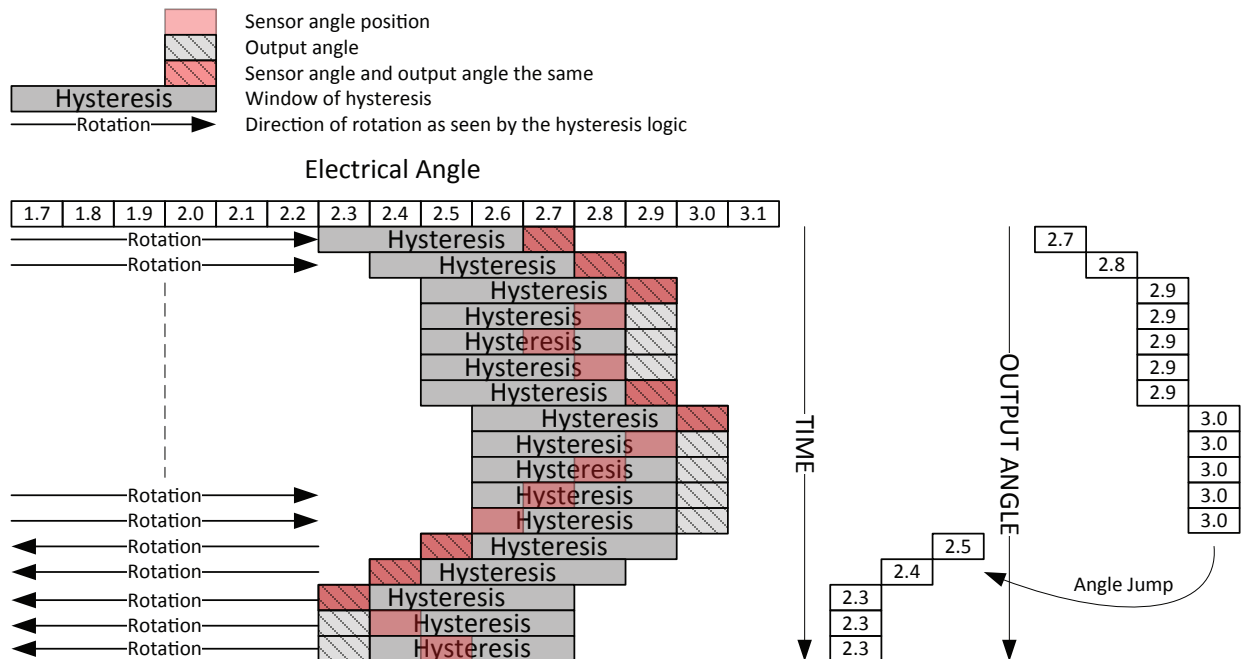 Sensor angle position
Output angle
Sensor angle and output angle the same
Hysteresis Window of hysteresis
Rotation Direction of rotation as seen by the hysteresis logic
Electrical Angle
1.7 1.8 1.9 2.0 2.1 2.2 2.3 2.4 2.5 2.6 2.7 2.8 2.9 3.0 3.1
Rotation Hysteresis 2.7
Rotation Hysteresis 2.8
Hysteresis 2.9
Hysteresis 2.9
Hysteresis 2.9
Hysteresis 2.9
Hysteresis 2.9
Hysteresis 3.0
Hysteresis 3.0
Hysteresis 3.0
Rotation Hysteresis 3.0
Rotation Hysteresis 3.0
Rotation Hysteresis 2.5
Rotation Hysteresis 2.4
Rotation Hysteresis 2.3
Rotation Hysteresis 2.3
Rotation Hysteresis 2.3
TIME
OUTPUT ANGLE
Angle Jump